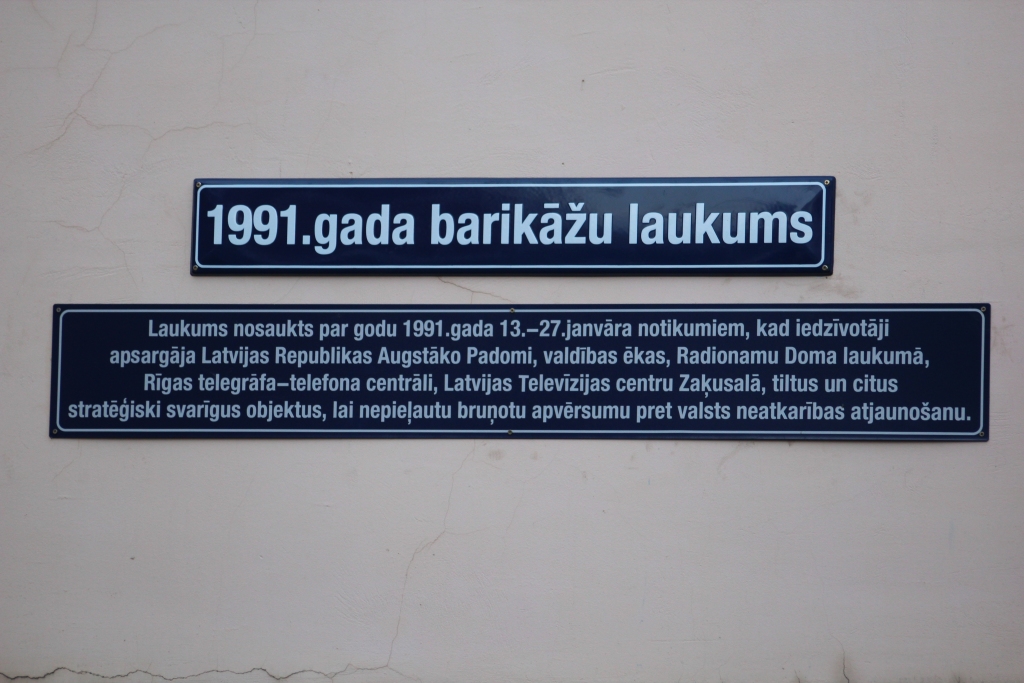 1991.gada barikāžu laukums
Laukums nosaukts par godu 1991.gada 13.–27.janvāra notikumiem, kad iedzīvotāji
apsargāja Latvijas Republikas Augstāko Padomi, valdības ēkas, Radionamu Doma laukumā,
Rīgas telegrāfa–telefona centrāli, Latvijas Televīzijas centru Zaķusalā, tiltus un citus
stratēģiski svarīgus objektus, lai nepieļautu bruņotu apvērsumu pret valsts neatkarības atjaunošanu.